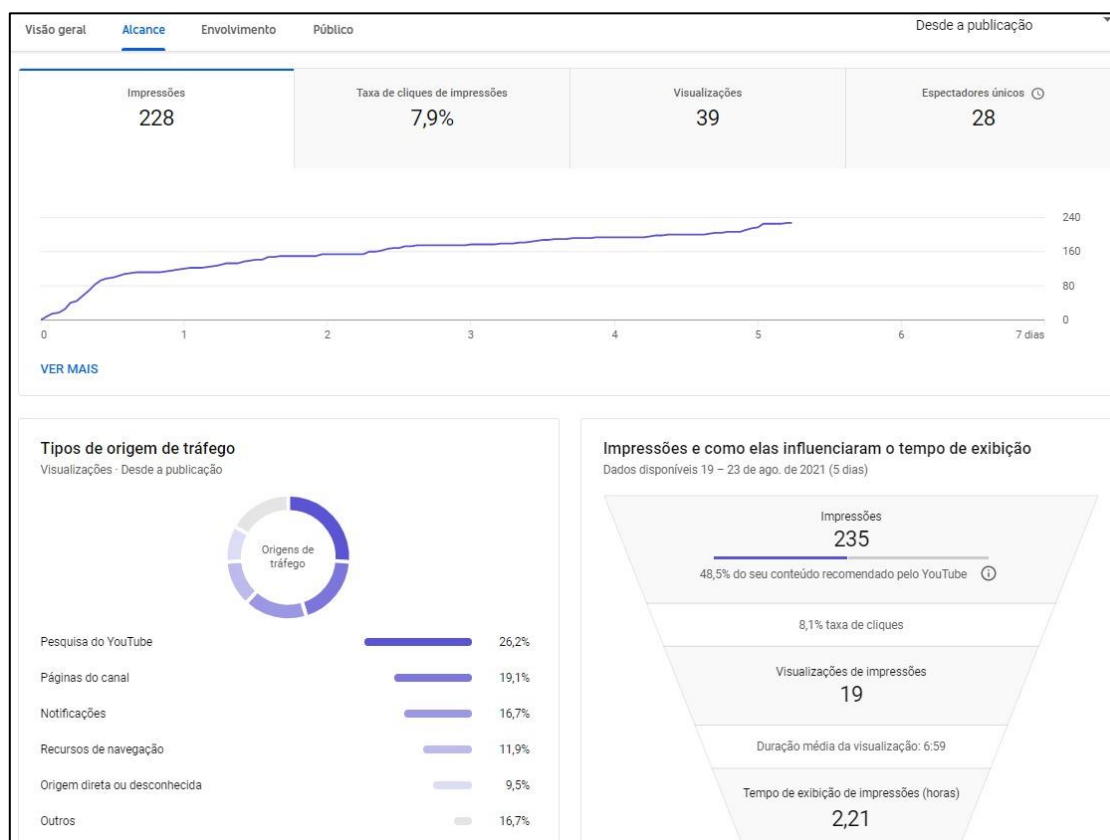 Visão geral Alcance Envolvimento Público Desde a publicação
Impressões
228
Taxa de cliques de impressões
7,9%
Visualizações
39
Espectadores únicos
28
240
160
80
0
0 1 2 3 4 5 6 7 dias
VER MAIS
Tipos de origem de tráfego
Visualizações · Desde a publicação
Origens de
tráfego
Pesquisa do YouTube 26,2%
Páginas do canal 19,1%
Notificações 16,7%
Recursos de navegação 11,9%
Origem direta ou desconhecida 9,5%
Outros 16,7%
Impressões e como elas influenciaram o tempo de exibição
Dados disponíveis 19 – 23 de ago. de 2021 (5 dias)
Impressões
235
48,5% do seu conteúdo recomendado pelo YouTube
8,1% taxa de cliques
Visualizações de impressões
19
Duração média da visualização: 6:59
Tempo de exibição de impressões (horas)
2,21